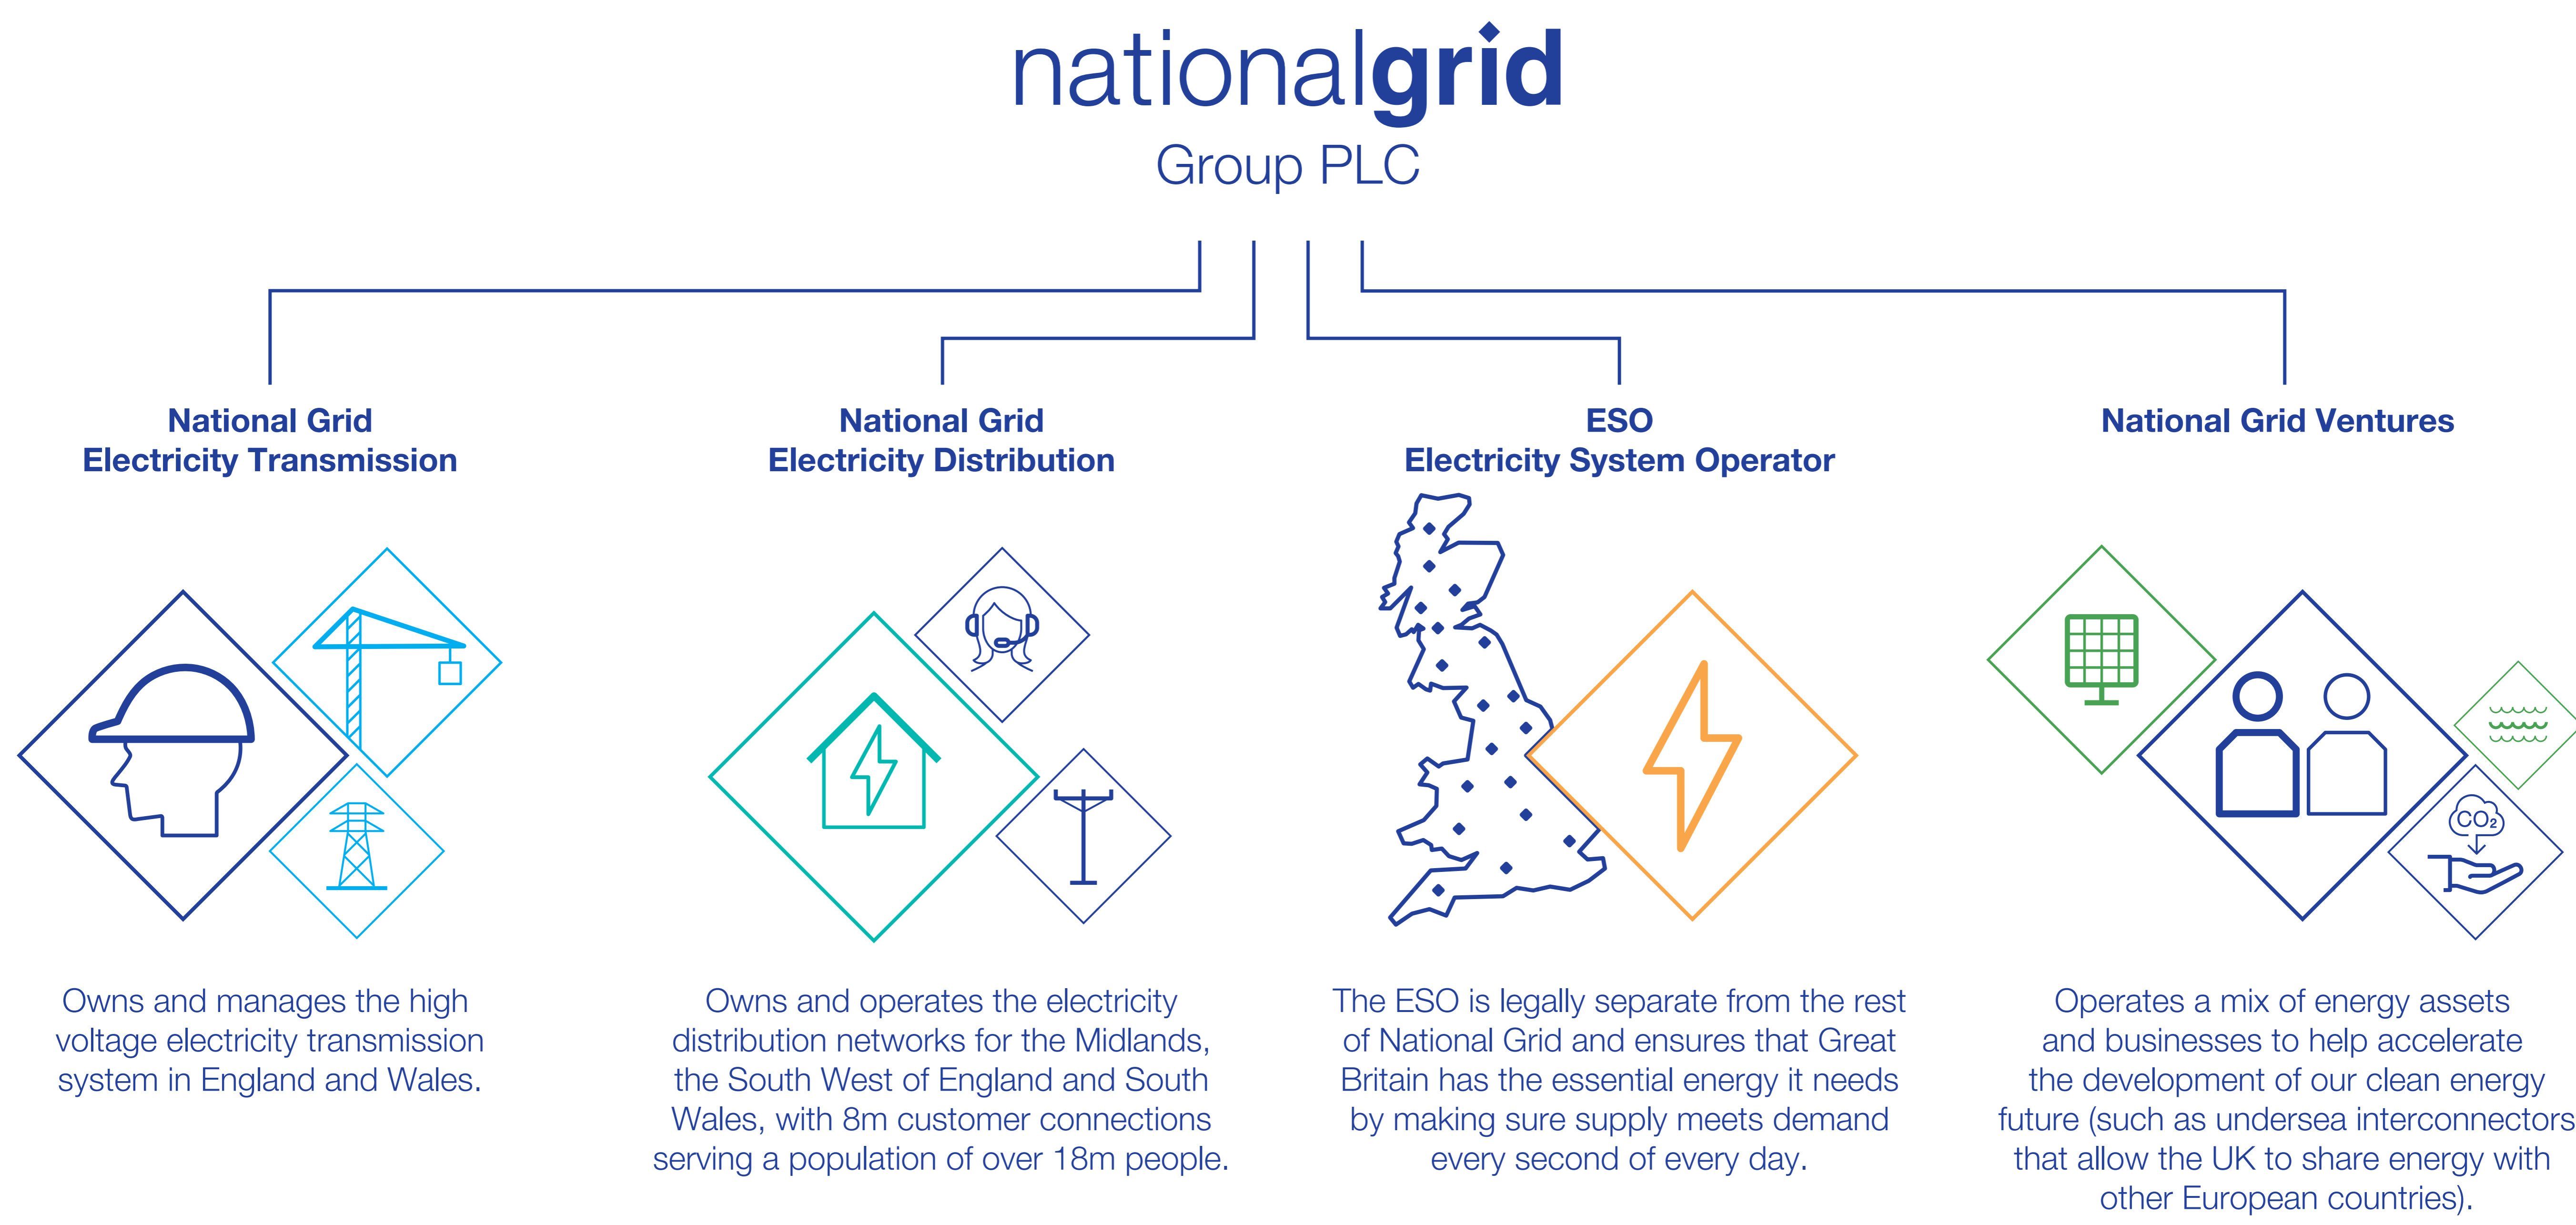 nationalgrid
Group PLC
National Grid
Electricity Transmission
National Grid
Electricity Distribution
ESO
Electricity System Operator
National Grid Ventures
CO₂
Owns and manages the high
voltage electricity transmission
system in England and Wales.
Owns and operates the electricity
distribution networks for the Midlands,
the South West of England and South
Wales, with 8m customer connections
serving a population of over 18m people.
The ESO is legally separate from the rest
of National Grid and ensures that Great
Britain has the essential energy it needs
by making sure supply meets demand
every second of every day.
Operates a mix of energy assets
and businesses to help accelerate
the development of our clean energy
future (such as undersea interconnectors
that allow the UK to share energy with
other European countries).